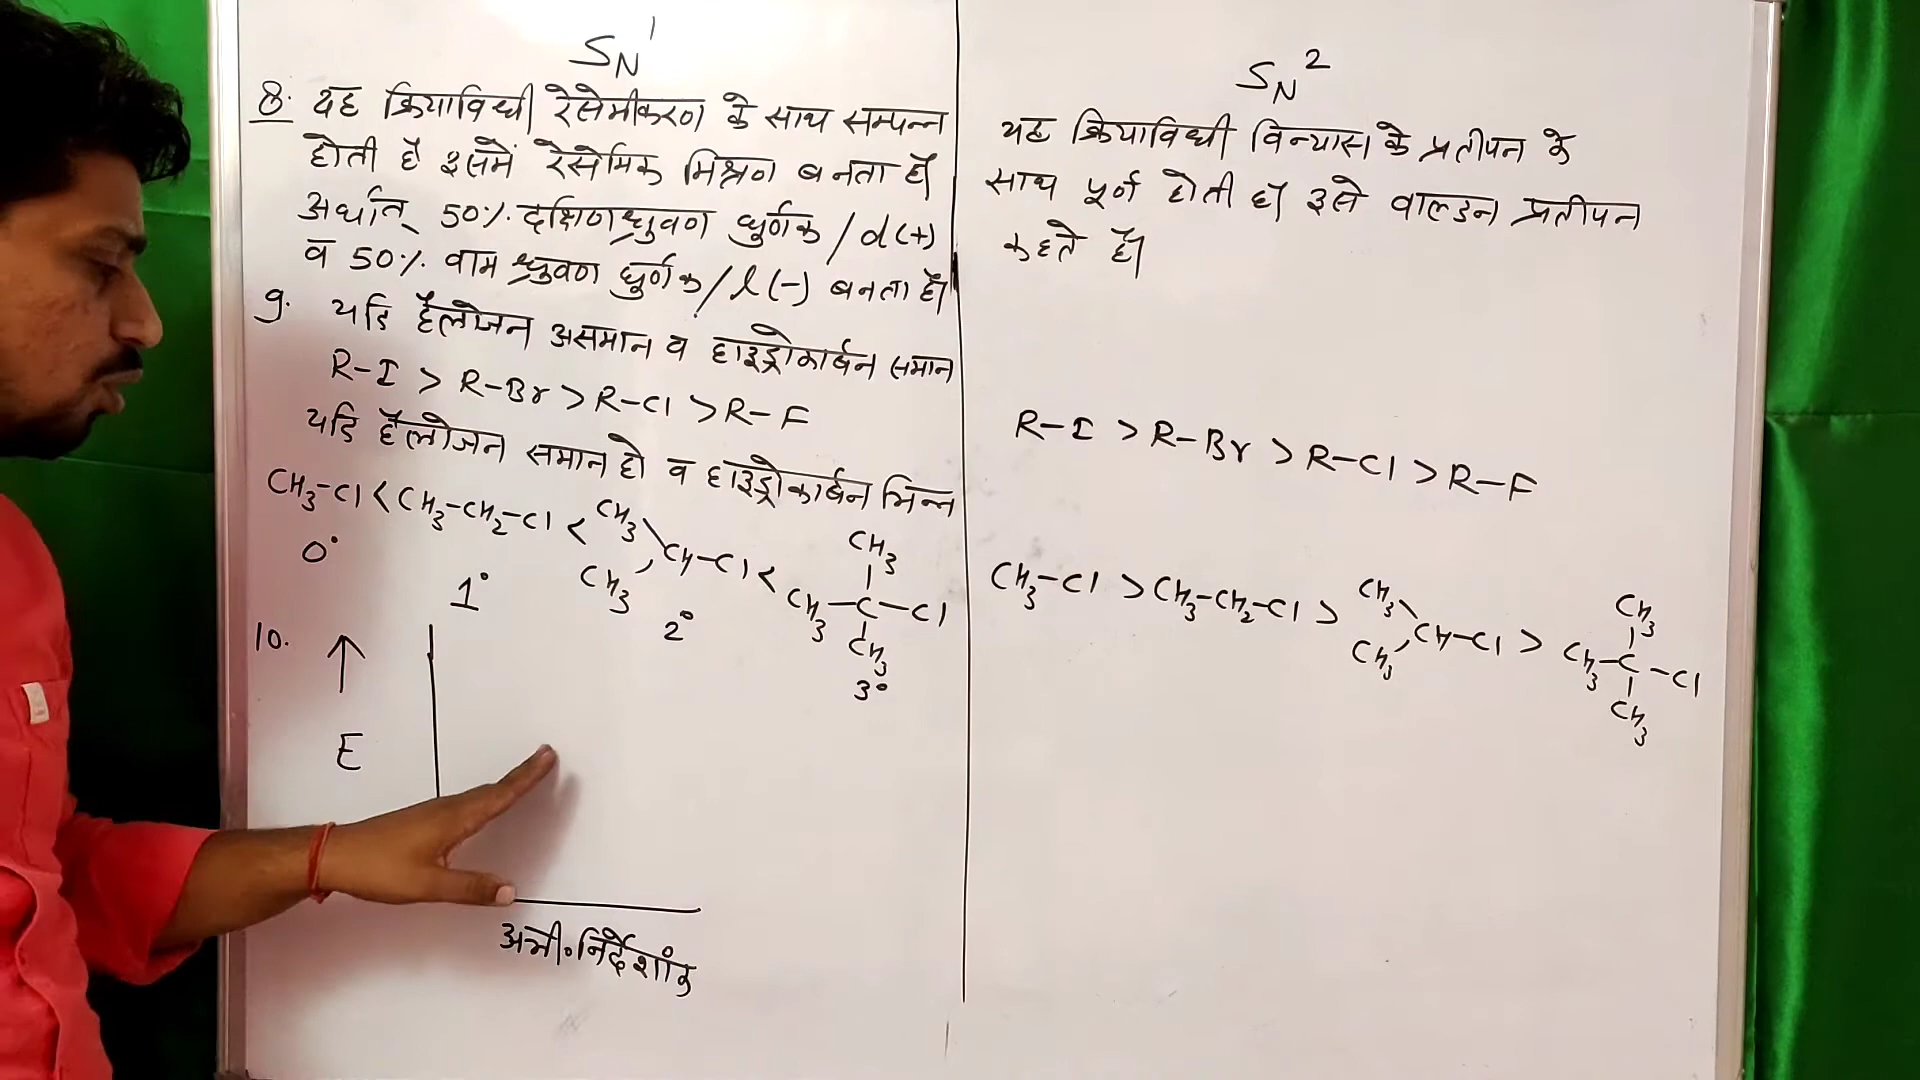 SN1
8. यह क्रियाविधी रेसेमीकरण के साथ सम्पन्न
होती है इसमें रेसेमिक मिश्रण बनता है।
अर्थात् 50% दक्षिण ध्रुवण घुर्णक / d(+)
व 50% वाम ध्रुवण घुर्णक / l(-) बनता है।
9. यदि हैलोजन असमान व हाइड्रोकार्बन समान
R-I > R-Br > R-Cl > R-F
यदि हैलोजन समान हो व हाइड्रोकार्बन भिन्न
CH3-Cl < CH3-CH2-Cl < CH3 CH3 CH-Cl < CH3 CH3-C-Cl CH3
0° 1° 2° 3°
10. ↑ E
अभी॰ निर्देशांक
SN2
यह क्रियाविधी विन्यास के प्रतीपन के
साथ पूर्ण होती है। इसे वाल्डन प्रतीपन
कहते है।
R-I > R-Br > R-Cl > R-F
CH3-Cl > CH3-CH2-Cl > CH3 CH3 CH-Cl > CH3 CH3-C-Cl CH3